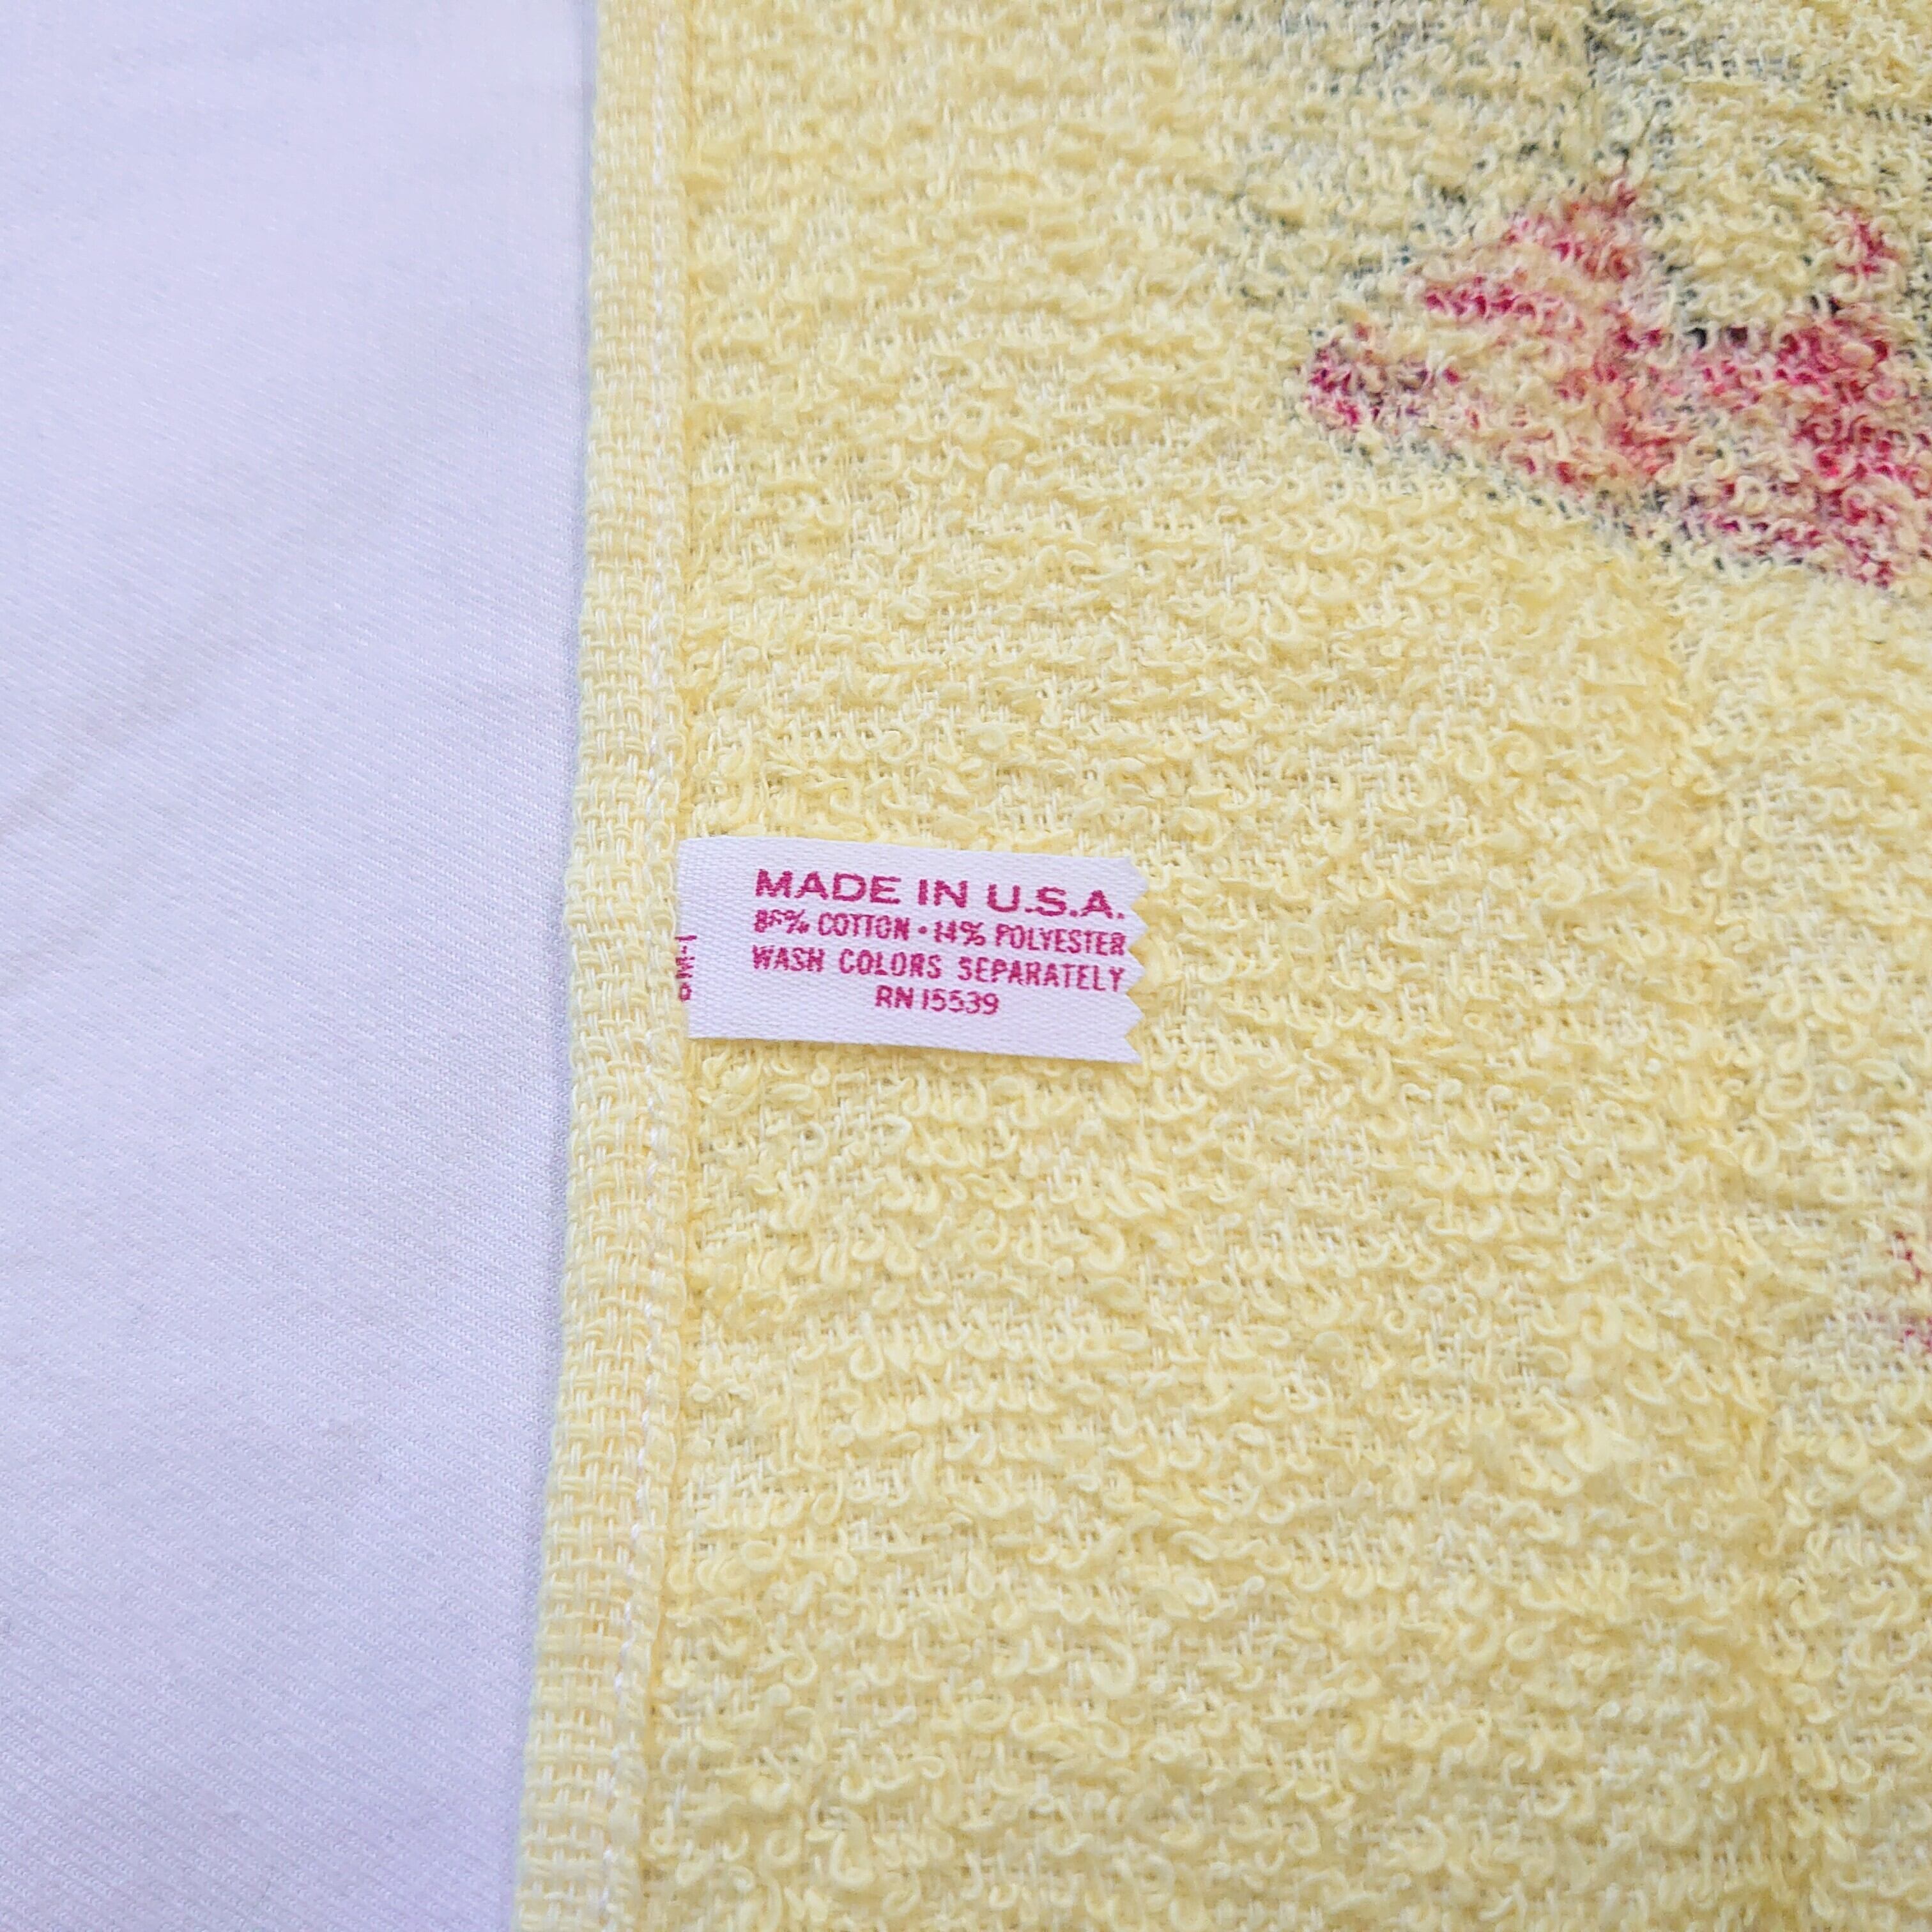 MADE IN U.S.A.
86% COTTON • 14% POLYESTER
WASH COLORS SEPARATELY
RN 15539